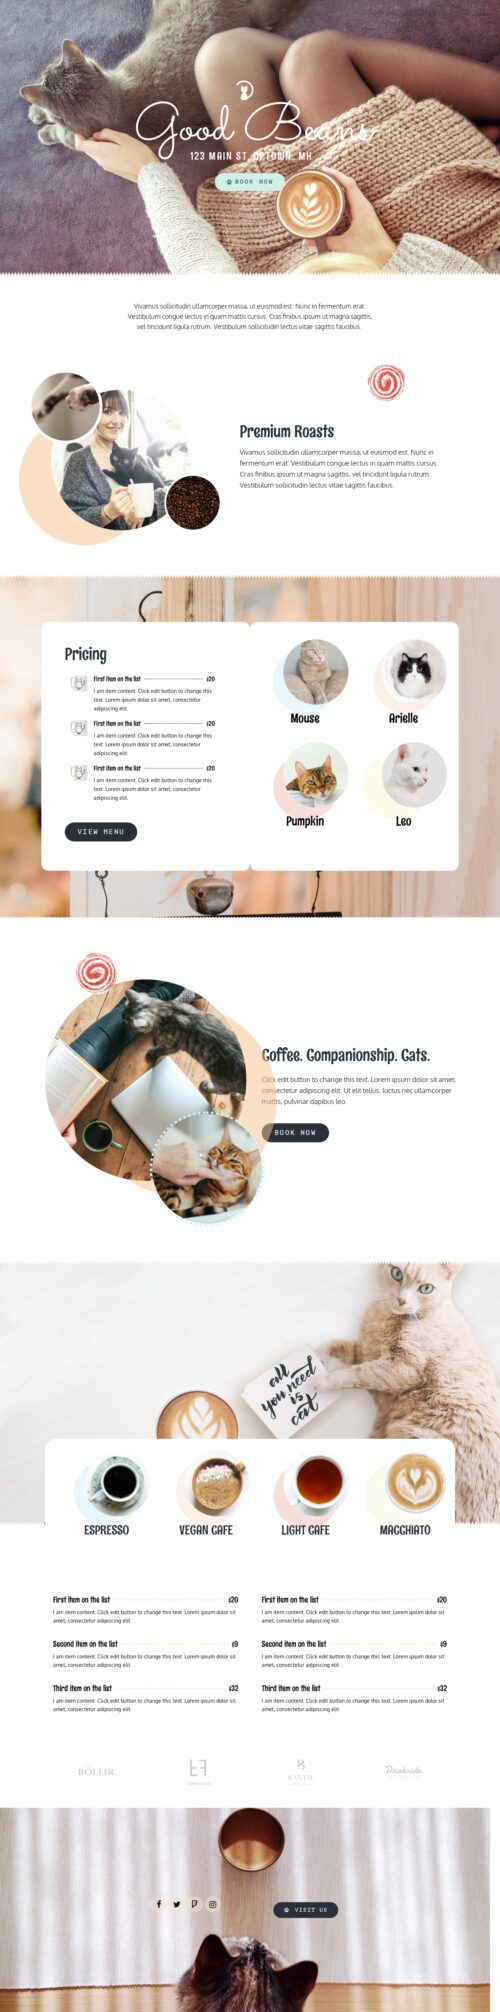 Good Beans
123 MAIN ST, UPTOWN, MH
BOOK NOW
Vivamus sollicitudin ullamcorper massa, ut euismod est. Nunc in fermentum erat.
Vestibulum congue lectus in quam mattis cursus. Cras finibus ipsum ut magna sagittis,
vel tincidunt ligula rutrum. Vestibulum sollicitudin lectus vitae sagittis faucibus.
Premium Roasts
Vivamus sollicitudin ullamcorper massa, ut euismod est. Nunc in
fermentum erat. Vestibulum congue lectus in quam mattis cursus.
Cras finibus ipsum ut magna sagittis, vel tincidunt ligula rutrum.
Vestibulum sollicitudin lectus vitae sagittis faucibus.
Pricing
First item on the list $20
I am item content. Click edit button to change this
text. Lorem ipsum dolor sit amet, consectetur
adipiscing elit.
First item on the list $20
I am item content. Click edit button to change this
text. Lorem ipsum dolor sit amet, consectetur
adipiscing elit.
First item on the list $20
I am item content. Click edit button to change this
text. Lorem ipsum dolor sit amet, consectetur
adipiscing elit.
VIEW MENU
Mouse
Arielle
Pumpkin
Leo
Coffee. Companionship. Cats.
Click edit button to change this text. Lorem ipsum dolor sit amet,
consectetur adipiscing elit. Ut elit tellus, luctus nec ullamcorper
mattis, pulvinar dapibus leo.
BOOK NOW
all
you need
is
cat
ESPRESSO
VEGAN CAFE
LIGHT CAFE
MACCHIATO
First item on the list $20
I am item content. Click edit button to change this text. Lorem ipsum dolor sit
amet, consectetur adipiscing elit.
Second item on the list $9
I am item content. Click edit button to change this text. Lorem ipsum dolor sit
amet, consectetur adipiscing elit.
Third item on the list $32
I am item content. Click edit button to change this text. Lorem ipsum dolor sit
amet, consectetur adipiscing elit.
First item on the list $20
I am item content. Click edit button to change this text. Lorem ipsum dolor sit
amet, consectetur adipiscing elit.
Second item on the list $9
I am item content. Click edit button to change this text. Lorem ipsum dolor sit
amet, consectetur adipiscing elit.
Third item on the list $32
I am item content. Click edit button to change this text. Lorem ipsum dolor sit
amet, consectetur adipiscing elit.
BÖLEIR
BASTIL
Darkside
VISIT US